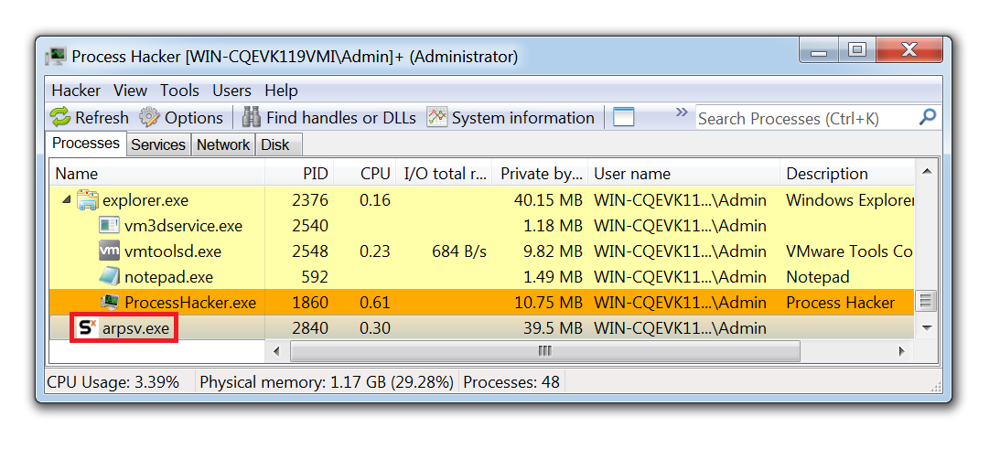 Process Hacker [WIN-CQEVK119VMI\Admin]+ (Administrator)
Hacker View Tools Users Help
Refresh Options Find handles or DLLs System information » Search Processes (Ctrl+K)
Processes Services Network Disk
Name PID CPU I/O total r... Private by... User name Description
explorer.exe 2376 0.16 40.15 MB WIN-CQEVK11...\Admin Windows Explorer
vm3dservice.exe 2540 1.18 MB WIN-CQEVK11...\Admin
vm vmtoolsd.exe 2548 0.23 684 B/s 9.82 MB WIN-CQEVK11...\Admin VMware Tools Co
notepad.exe 592 1.49 MB WIN-CQEVK11...\Admin Notepad
ProcessHacker.exe 1860 0.61 10.75 MB WIN-CQEVK11...\Admin Process Hacker
Sx arpsv.exe 2840 0.30 39.5 MB WIN-CQEVK11...\Admin
CPU Usage: 3.39% Physical memory: 1.17 GB (29.28%) Processes: 48